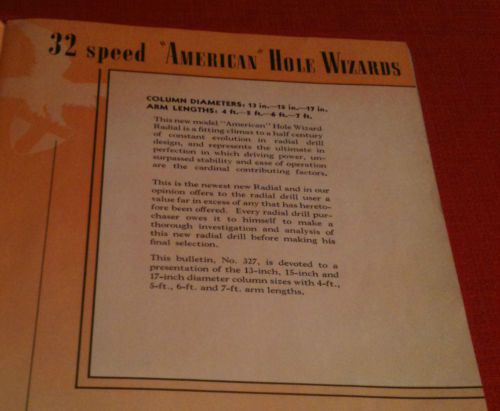 32 speed "AMERICAN" HOLE WIZARDS
COLUMN DIAMETERS: 13 in.—15 in.—17 in.
ARM LENGTHS: 4 ft.—5 ft.—6 ft.—7 ft.
This new model "American" Hole Wizard
Radial is a fitting climax to a half century
of constant evolution in radial drill
design, and represents the ultimate in
perfection in which driving power, un-
surpassed stability and ease of operation
are the cardinal contributing factors.
This is the newest new Radial and in our
opinion offers to the radial drill user a
value far in excess of any that has hereto-
fore been offered. Every radial drill pur-
chaser owes it to himself to make a
thorough investigation and analysis of
this new radial drill before making his
final selection.
This bulletin, No. 327, is devoted to a
presentation of the 13-inch, 15-inch and
17-inch diameter column sizes with 4-ft.,
5-ft., 6-ft. and 7-ft. arm lengths.